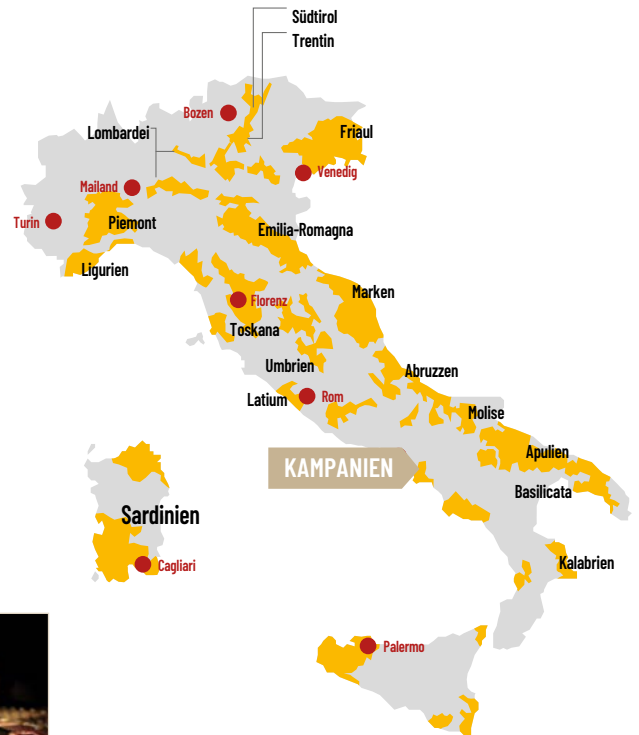 Südtirol
Trentin
Bozen
Lombardei
Friaul
Venedig
Mailand
Turin
Piemont
Emilia-Romagna
Ligurien
Marken
Florenz
Toskana
Umbrien
Abruzzen
Latium
Rom
Molise
Apulien
KAMPANIEN
Basilicata
Sardinien
Kalabrien
Cagliari
Palermo